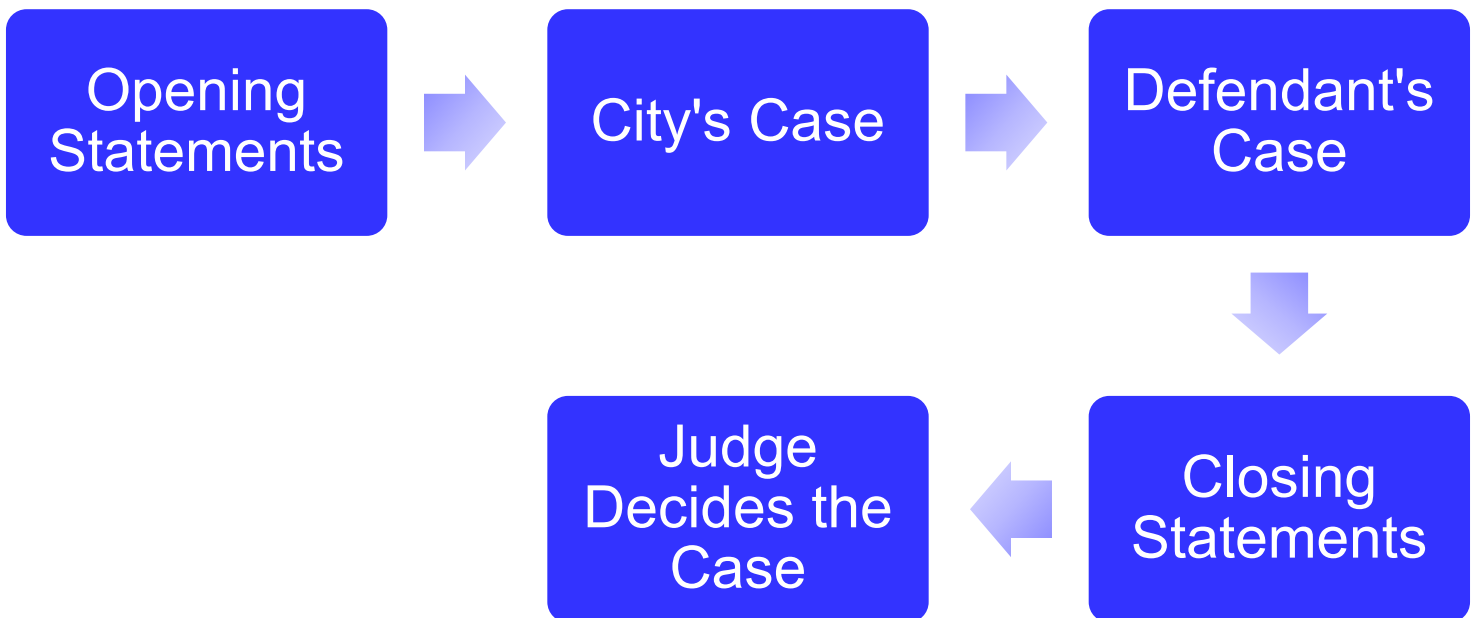 Opening
Statements
City's Case
Defendant's
Case
Closing
Statements
Judge
Decides the
Case